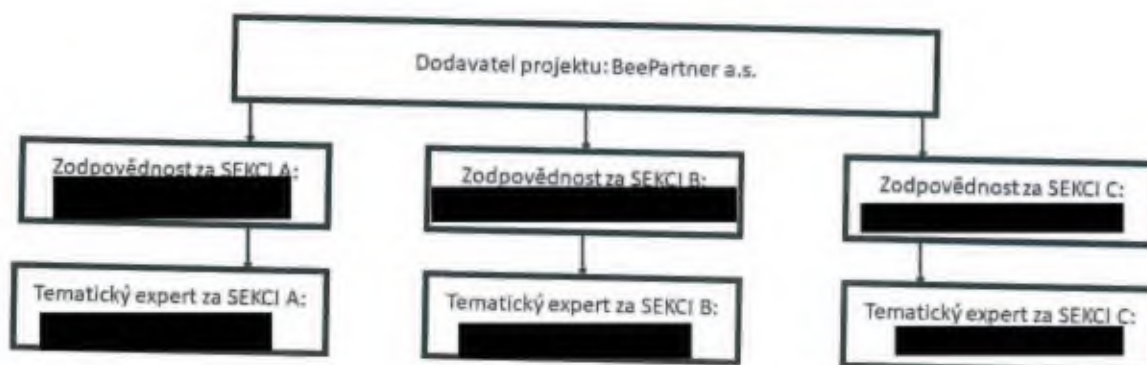 Dodavatel projektu: BeePartner a.s.
Zodpovědnost za SEKCI A:
Zodpovědnost za SEKCI B:
Zodpovědnost za SEKCI C:
Tematický expert za SEKCI A:
Tematický expert za SEKCI B:
Tematický expert za SEKCI C: